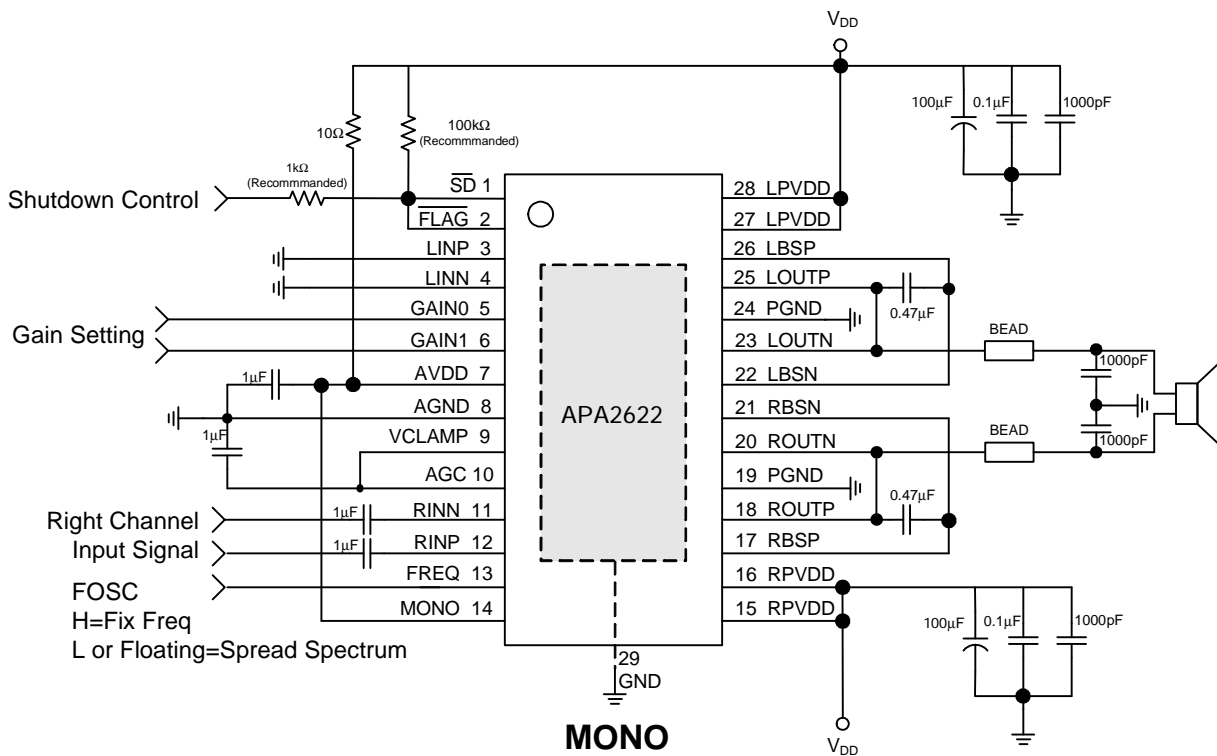 V_DD
100µF
0.1µF
1000pF
10Ω
100kΩ
(Recommmanded)
1kΩ
(Recommmanded)
Shutdown Control
SD 1
FLAG 2
LINP 3
LINN 4
GAIN0 5
Gain Setting
GAIN1 6
1µF
AVDD 7
AGND 8
1µF
VCLAMP 9
AGC 10
Right Channel
Input Signal
1µF
RINN 11
1µF
RINP 12
FREQ 13
FOSC
H=Fix Freq
L or Floating=Spread Spectrum
MONO 14
APA2622
28 LPVDD
27 LPVDD
26 LBSP
25 LOUTP
0.47µF
24 PGND
23 LOUTN
BEAD
1000pF
22 LBSN
21 RBSN
20 ROUTN
BEAD
1000pF
19 PGND
0.47µF
18 ROUTP
17 RBSP
16 RPVDD
15 RPVDD
100µF
0.1µF
1000pF
29
GND
MONO
V_DD